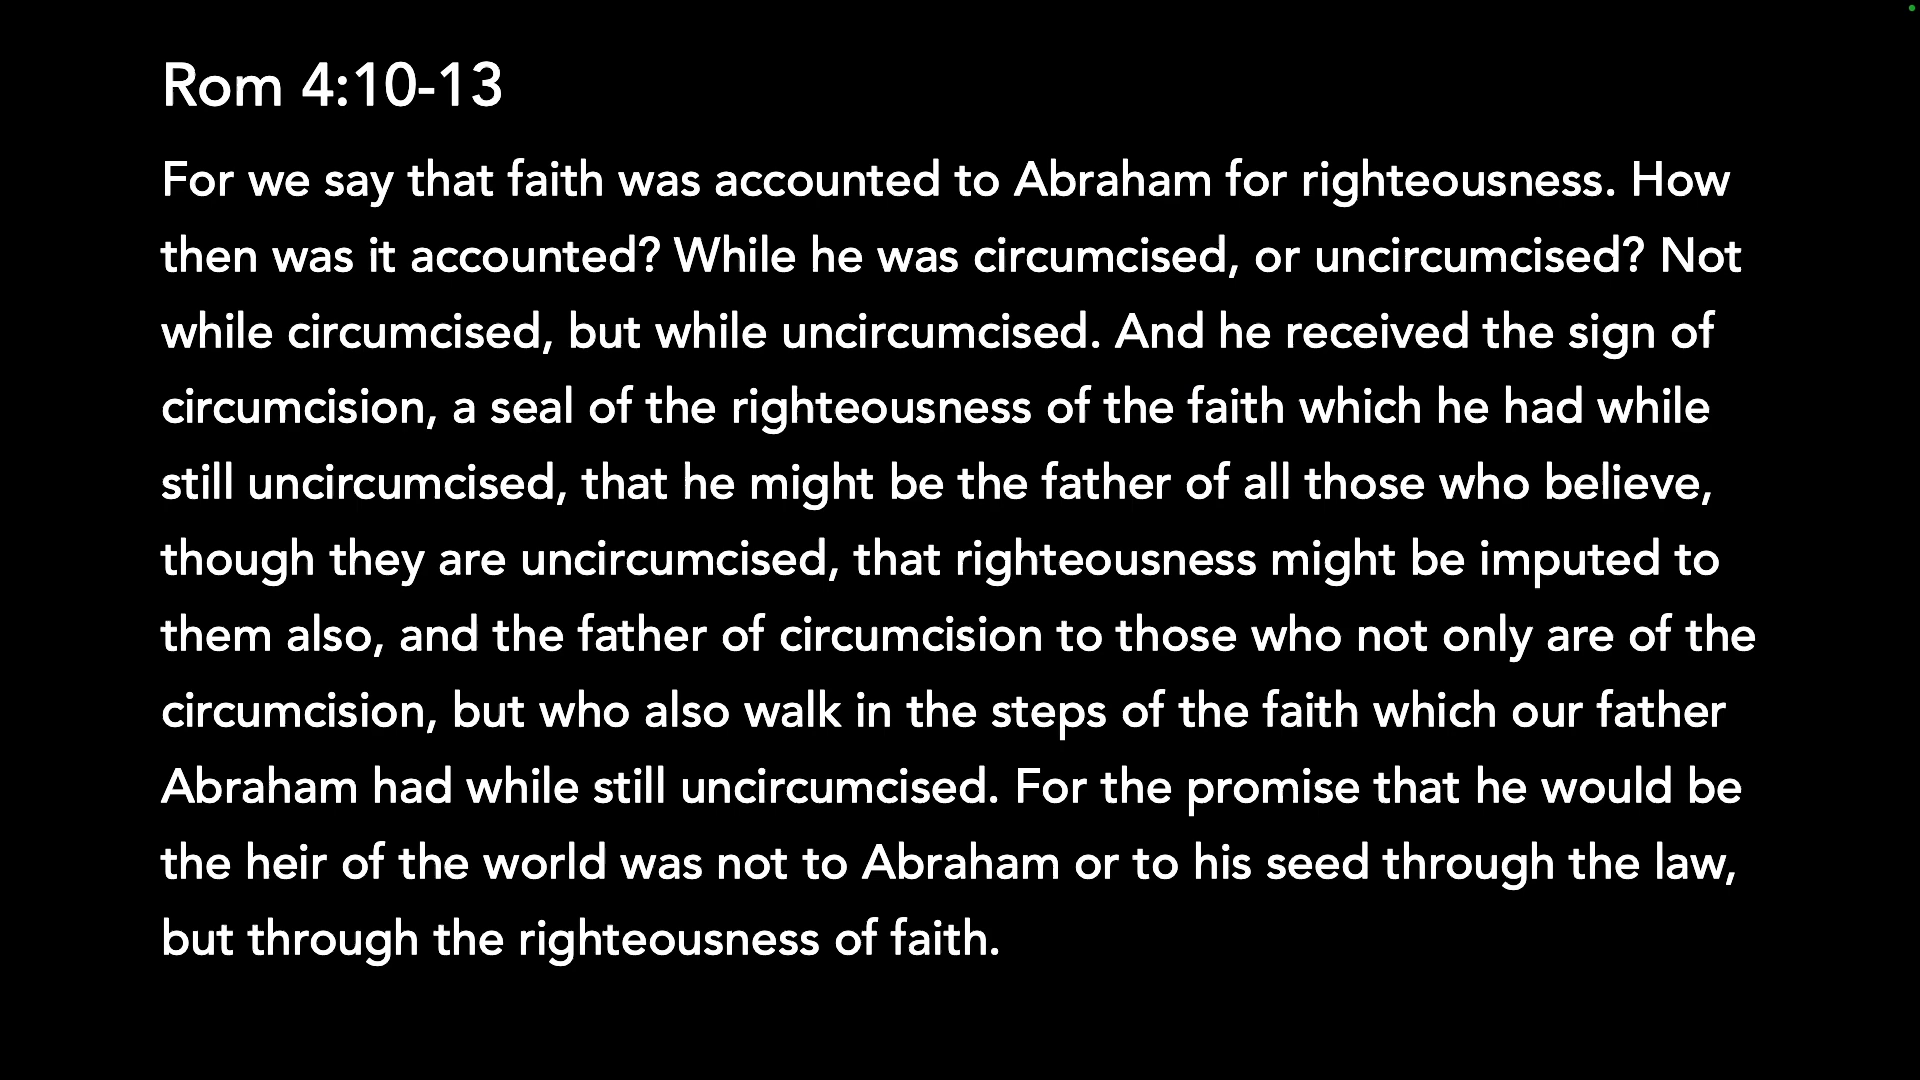 Rom 4:10-13
For we say that faith was accounted to Abraham for righteousness. How
then was it accounted? While he was circumcised, or uncircumcised? Not
while circumcised, but while uncircumcised. And he received the sign of
circumcision, a seal of the righteousness of the faith which he had while
still uncircumcised, that he might be the father of all those who believe,
though they are uncircumcised, that righteousness might be imputed to
them also, and the father of circumcision to those who not only are of the
circumcision, but who also walk in the steps of the faith which our father
Abraham had while still uncircumcised. For the promise that he would be
the heir of the world was not to Abraham or to his seed through the law,
but through the righteousness of faith.